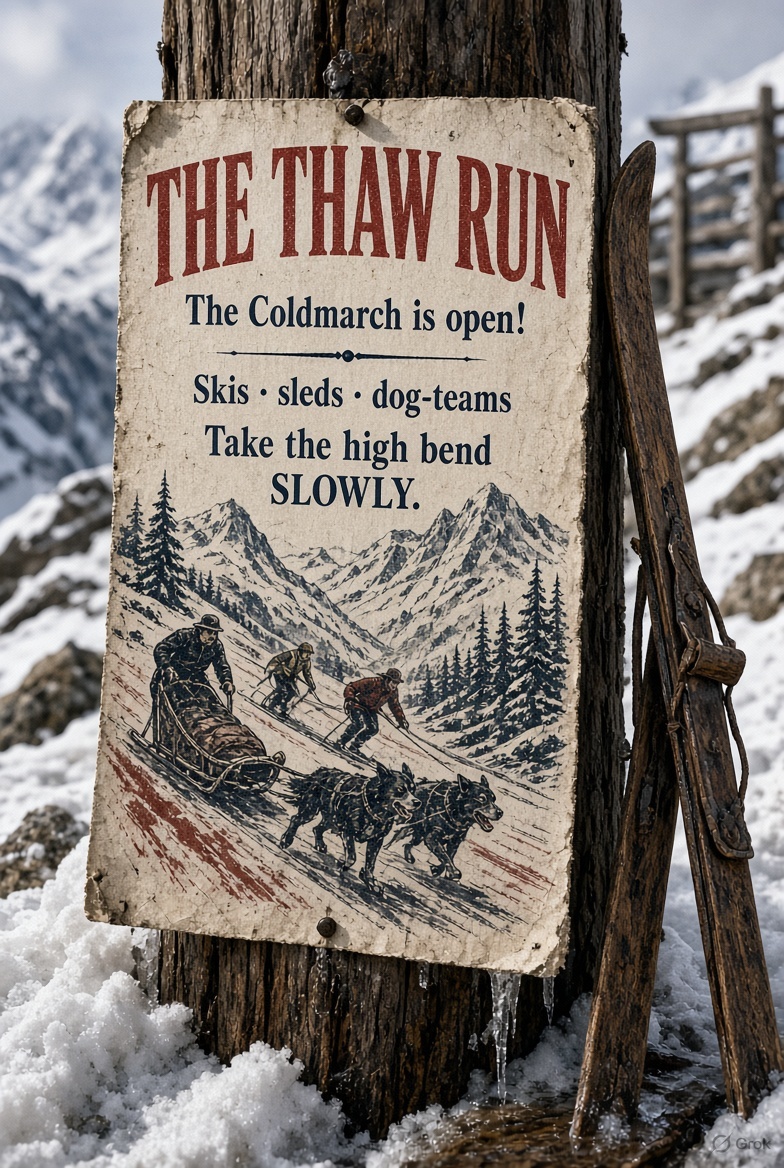 THE THAW RUN
The Coldmarch is open!
Skis · sleds · dog-teams
Take the high bend
SLOWLY.
Grok